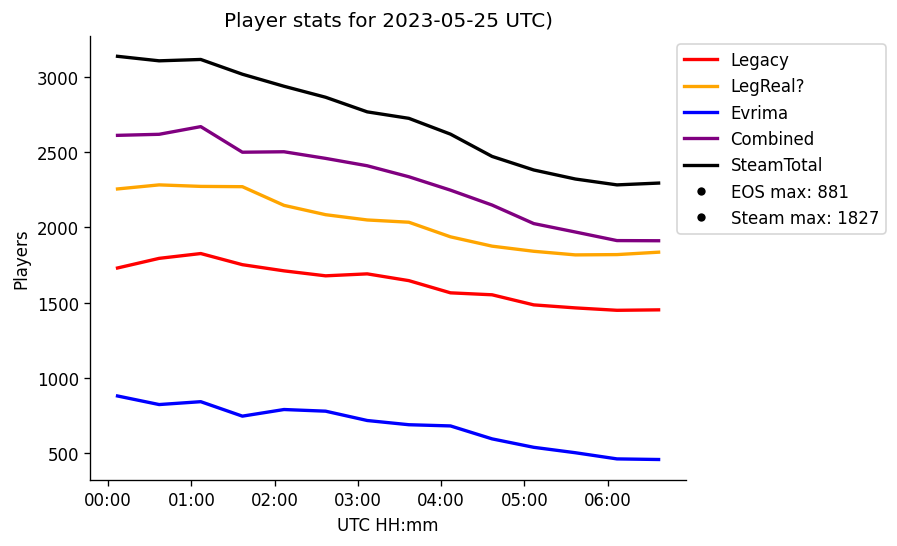 Player stats for 2023-05-25 UTC)
Players
3000
2500
2000
1500
1000
500
00:00 01:00 02:00 03:00 04:00 05:00 06:00
UTC HH:mm
Legacy
LegReal?
Evrima
Combined
SteamTotal
EOS max: 881
Steam max: 1827